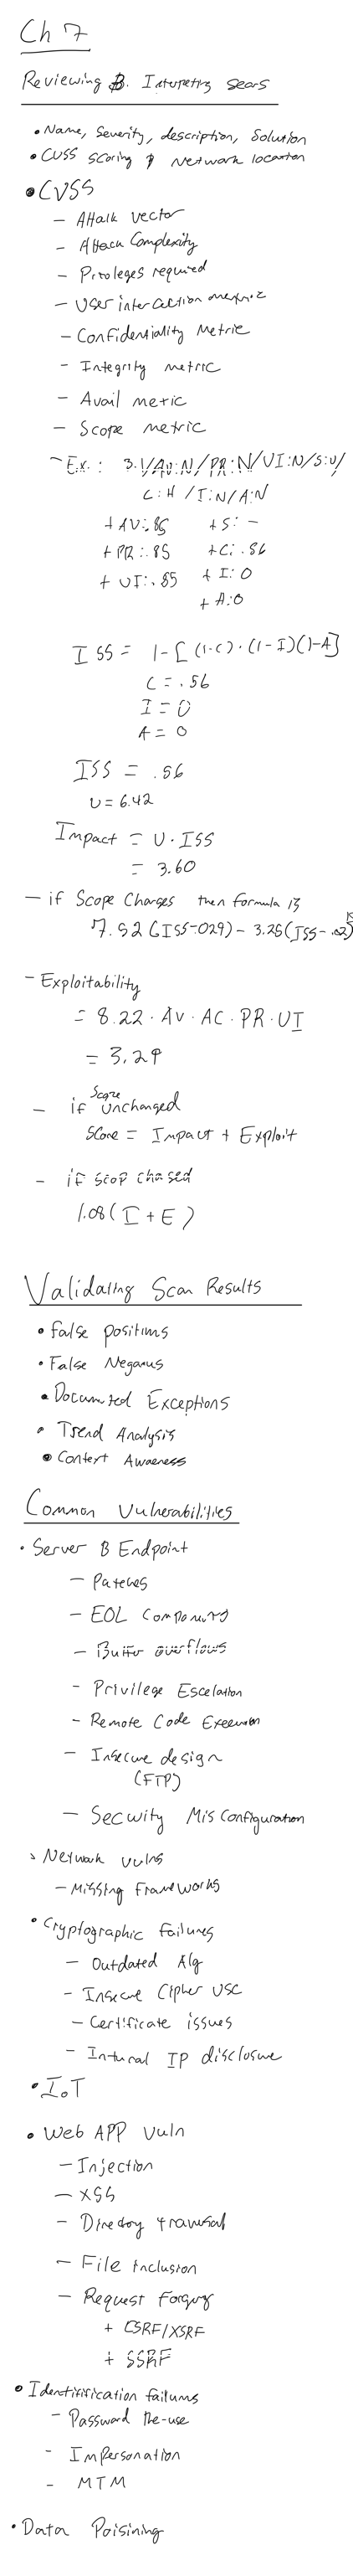 Ch 7
Reviewing & Interpreting Scans
• Name, Severity, description, Solution
• CVSS scoring & Network location
• CVSS
- Attack vector
- Attack Complexity
- Privileges required
- User interaction metric
- Confidentiality Metric
- Integrity metric
- Avail metric
- Scope metric
- Ex.: 3.1/AV:N/PR:N/UI:N/S:U/
C:H/I:N/A:N
+ AV:.85 + S: -
+ PR:.85 + C: .56
+ UI:.85 + I: 0
+ A:0
ISS = 1-[(1-C)·(1-I)(1-A]
C = .56
I = 0
A = 0
ISS = .56
U = 6.42
Impact = U · ISS
= 3.60
- if Scope Changes then formula is
7.52(ISS-029) - 3.25(ISS-.02)15
- Exploitability
= 8.22 · AV · AC · PR · UI
= 3.29
- if Scope Unchanged
Score = Impact + Exploit
- if scop chased
1.08(I + E)
Validating Scan Results
• False positives
• False Negatives
• Documented Exceptions
• Trend Analysis
• Context Awareness
Common Vulnerabilities
• Server & Endpoint
- Patches
- EOL Components
- Buffer overflows
- Privilege Escelation
- Remote Code Execution
- Insecure design
(FTP)
- Security MisConfiguration
• Network vulns
- Missing Frameworks
• Cryptographic failures
- Outdated Alg
- Insecure Cipher use
- Certificate issues
- Internal IP disclosure
• IoT
• Web APP vuln
- Injection
- XSS
- Directory traversal
- File inclusion
- Request Forgery
+ CSRF/XSRF
+ SSRF
• Identitification failures
- Password Re-use
- Impersonation
- MTM
• Data Poisining